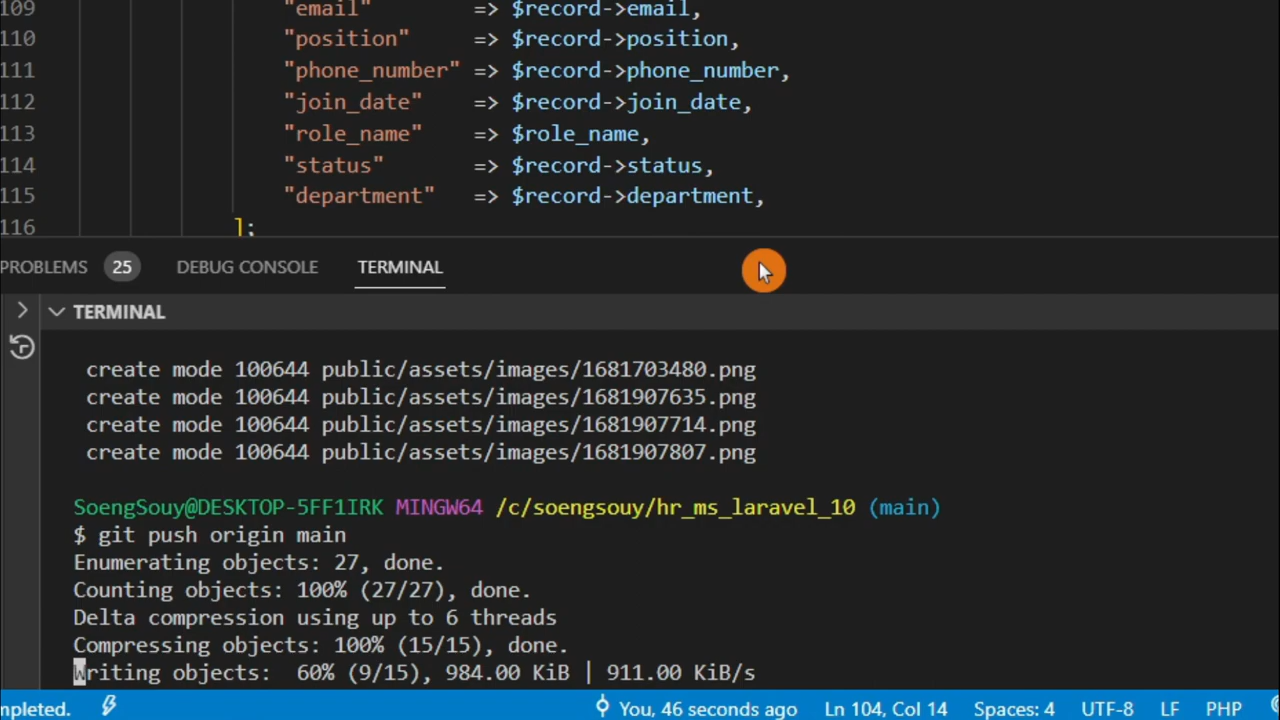 109 "email" => $record->email,
110 "position" => $record->position,
111 "phone_number" => $record->phone_number,
112 "join_date" => $record->join_date,
113 "role_name" => $role_name,
114 "status" => $record->status,
115 "department" => $record->department,
116 ];
PROBLEMS 25 DEBUG CONSOLE TERMINAL
TERMINAL
create mode 100644 public/assets/images/1681703480.png
create mode 100644 public/assets/images/1681907635.png
create mode 100644 public/assets/images/1681907714.png
create mode 100644 public/assets/images/1681907807.png
SoengSouy@DESKTOP-5FF1IRK MINGW64 /c/soengsouy/hr_ms_laravel_10 (main)
$ git push origin main
Enumerating objects: 27, done.
Counting objects: 100% (27/27), done.
Delta compression using up to 6 threads
Compressing objects: 100% (15/15), done.
Writing objects: 60% (9/15), 984.00 KiB | 911.00 KiB/s
mpleted. You, 46 seconds ago Ln 104, Col 14 Spaces: 4 UTF-8 LF PHP